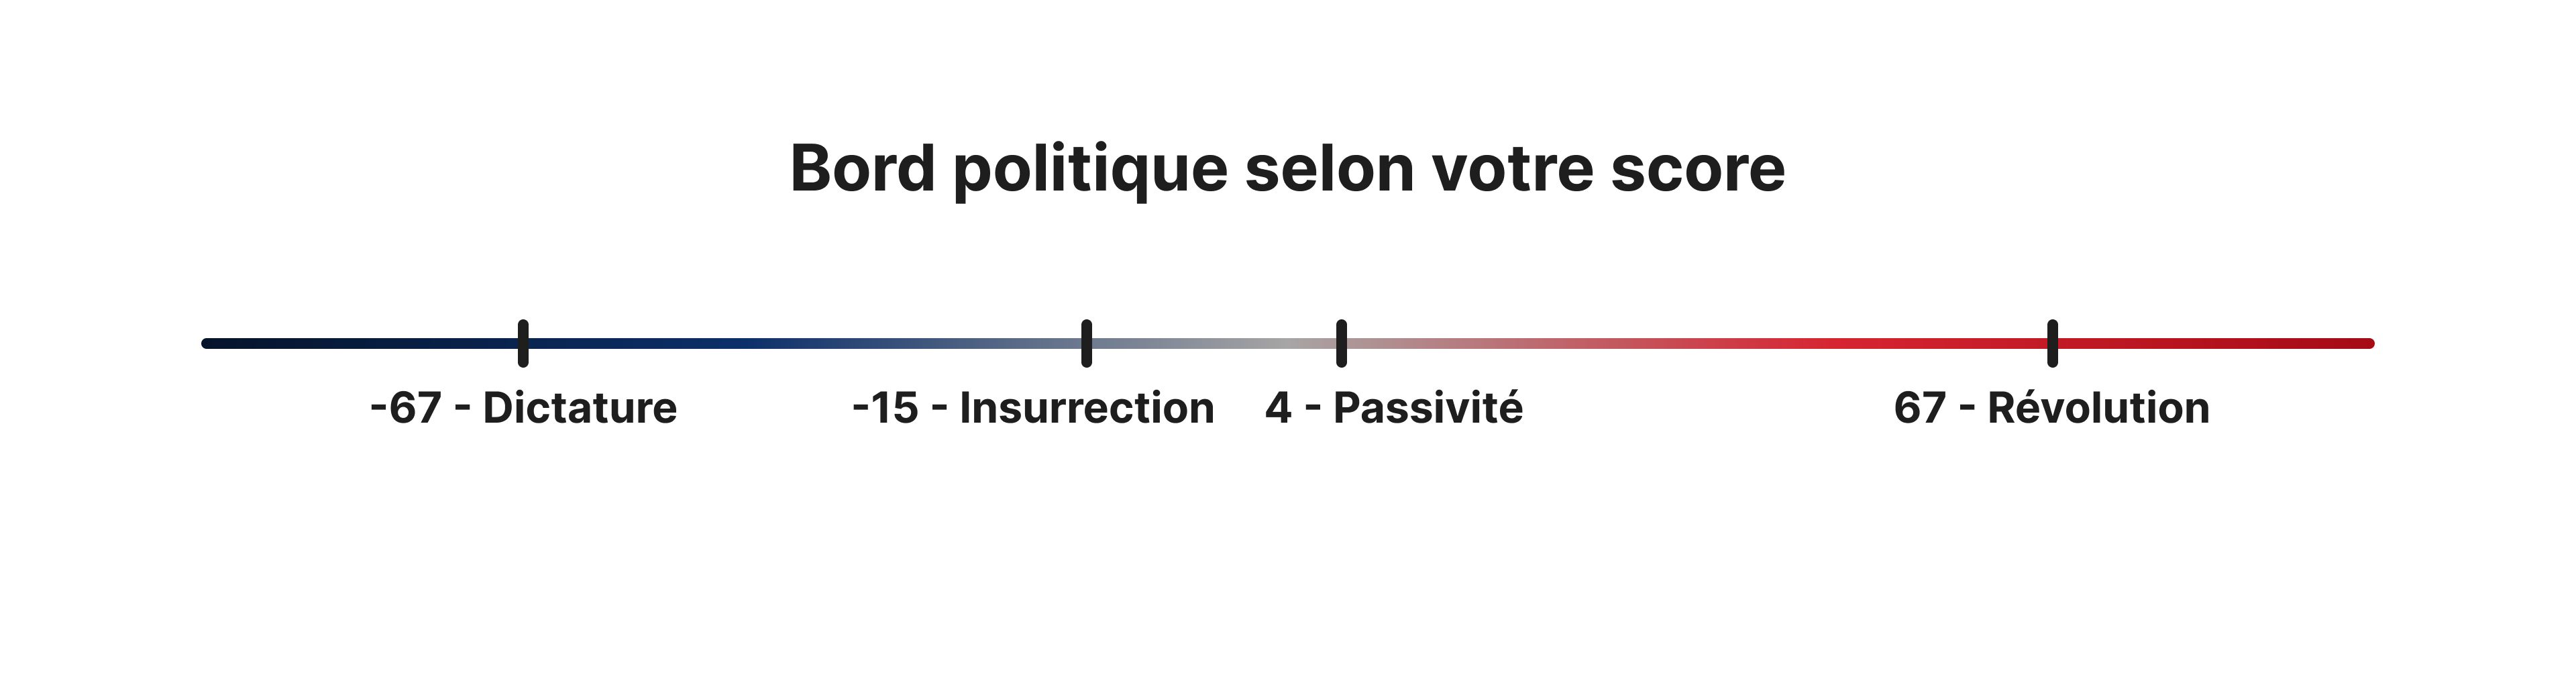 Bord politique selon votre score
-67 - Dictature
-15 - Insurrection
4 - Passivité
67 - Révolution